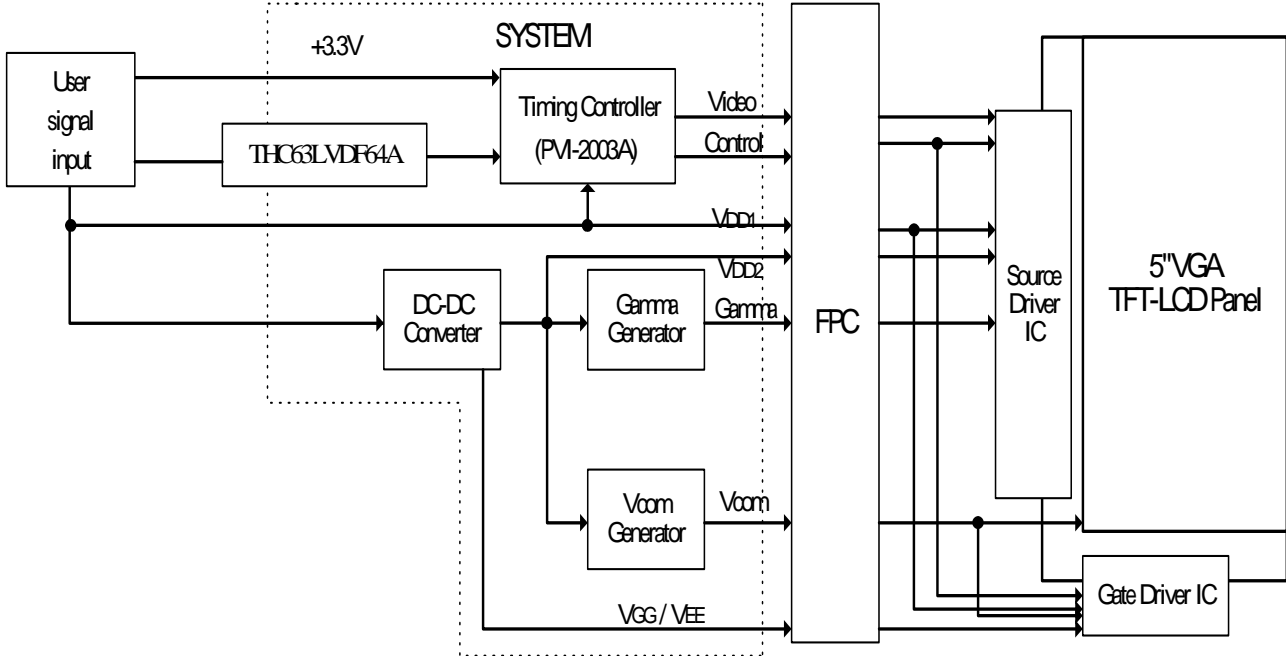 SYSTEM
+3.3V
User
signal
input
THC63LVDF64A
Timing Controller
(PVI-2003A)
Video
Control
VDD1
VDD2
DC-DC
Converter
Gamma
Generator
Gamma
Vcom
Generator
Vcom
VGG / VEE
FPC
Source
Driver
IC
5"VGA
TFT-LCD Panel
Gate Driver IC